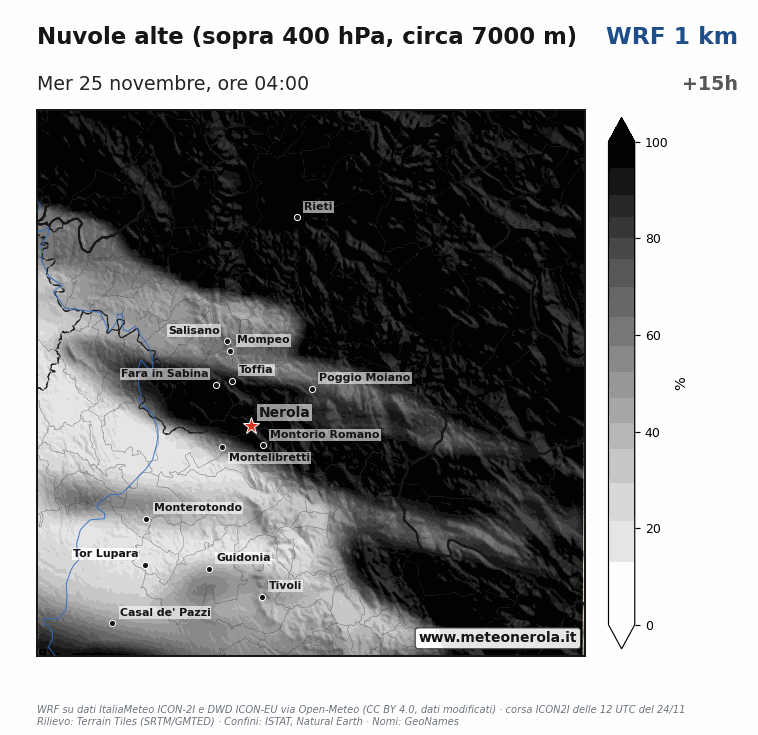 Nuvole alte (sopra 400 hPa, circa 7000 m) WRF 1 km
Mer 25 novembre, ore 04:00 +15h
Rieti
Salisano
Mompeo
Toffia
Fara in Sabina
Poggio Moiano
Nerola
Montorio Romano
Montelibretti
Monterotondo
Tor Lupara
Guidonia
Tivoli
Casal de' Pazzi
www.meteonerola.it
100
80
60
%
40
20
0
WRF su dati ItaliaMeteo ICON-2I e DWD ICON-EU via Open-Meteo (CC BY 4.0, dati modificati) · corsa ICON2I delle 12 UTC del 24/11
Rilievo: Terrain Tiles (SRTM/GMTED) · Confini: ISTAT, Natural Earth · Nomi: GeoNames